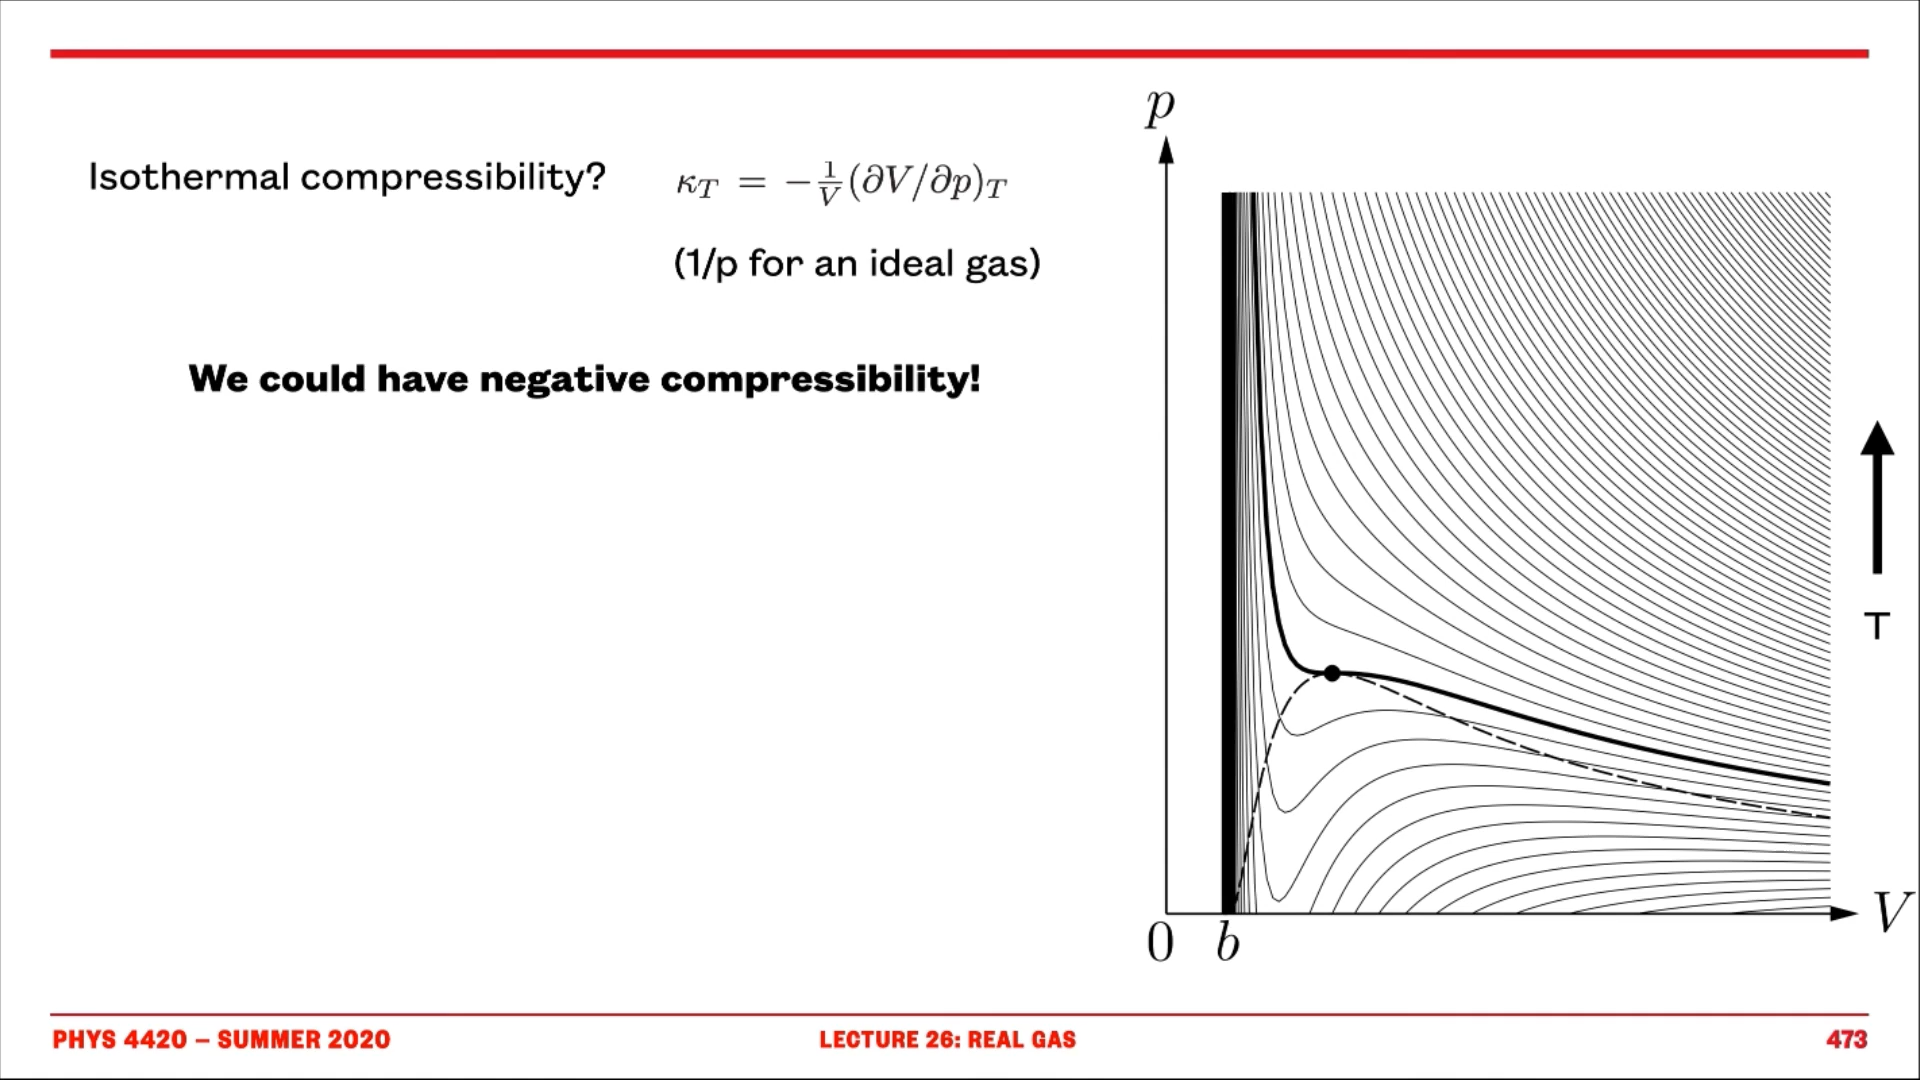 Isothermal compressibility? κ_T = −1/V (∂V/∂p)_T
(1/p for an ideal gas)
We could have negative compressibility!
p
T
V
0 b
PHYS 4420 – SUMMER 2020 LECTURE 26: REAL GAS 473